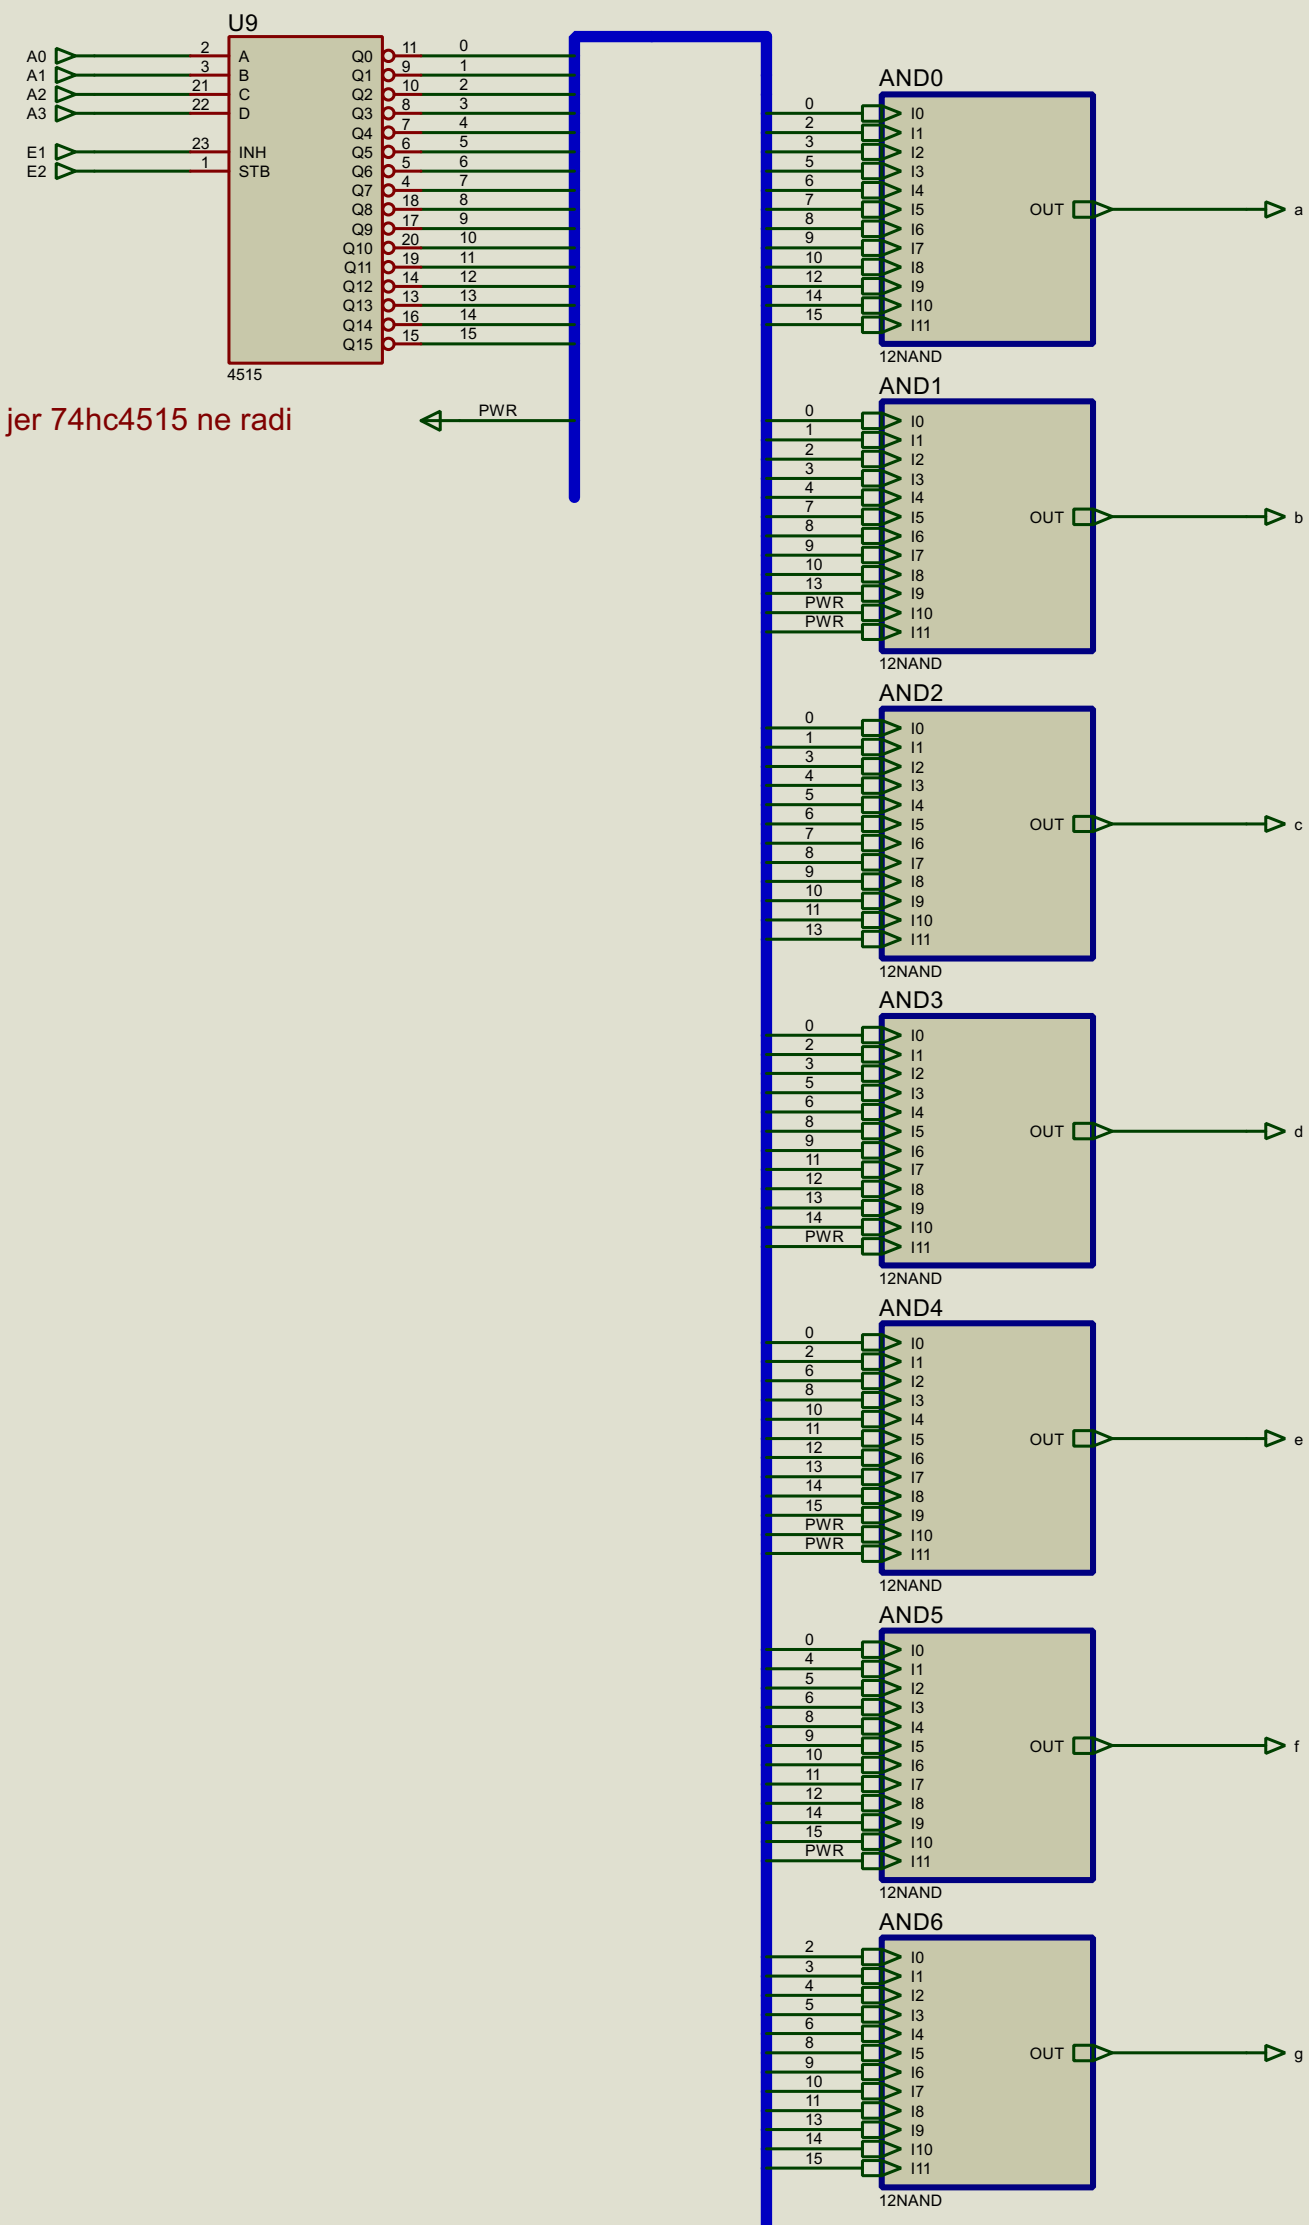 U9
A0 2 A Q0 11 0
A1 3 B Q1 9 1
A2 21 C Q2 10 2
A3 22 D Q3 8 3
Q4 7 4
E1 23 INH Q5 6 5
E2 1 STB Q6 5 6
Q7 4 7
Q8 18 8
Q9 17 9
Q10 20 10
Q11 19 11
Q12 14 12
Q13 13 13
Q14 16 14
Q15 15 15
4515
jer 74hc4515 ne radi
PWR
AND0
0 I0
2 I1
3 I2
5 I3
6 I4
7 I5 OUT a
8 I6
9 I7
10 I8
12 I9
14 I10
15 I11
12NAND
AND1
0 I0
1 I1
2 I2
3 I3
4 I4
7 I5 OUT b
8 I6
9 I7
10 I8
13 I9
PWR I10
PWR I11
12NAND
AND2
0 I0
1 I1
3 I2
4 I3
5 I4
6 I5 OUT c
7 I6
8 I7
9 I8
10 I9
11 I10
13 I11
12NAND
AND3
0 I0
2 I1
3 I2
5 I3
6 I4
8 I5 OUT d
9 I6
11 I7
12 I8
13 I9
14 I10
PWR I11
12NAND
AND4
0 I0
2 I1
6 I2
8 I3
10 I4
11 I5 OUT e
12 I6
13 I7
14 I8
15 I9
PWR I10
PWR I11
12NAND
AND5
0 I0
4 I1
5 I2
6 I3
8 I4
9 I5 OUT f
10 I6
11 I7
12 I8
14 I9
15 I10
PWR I11
12NAND
AND6
2 I0
3 I1
4 I2
5 I3
6 I4
8 I5 OUT g
9 I6
10 I7
11 I8
13 I9
14 I10
15 I11
12NAND